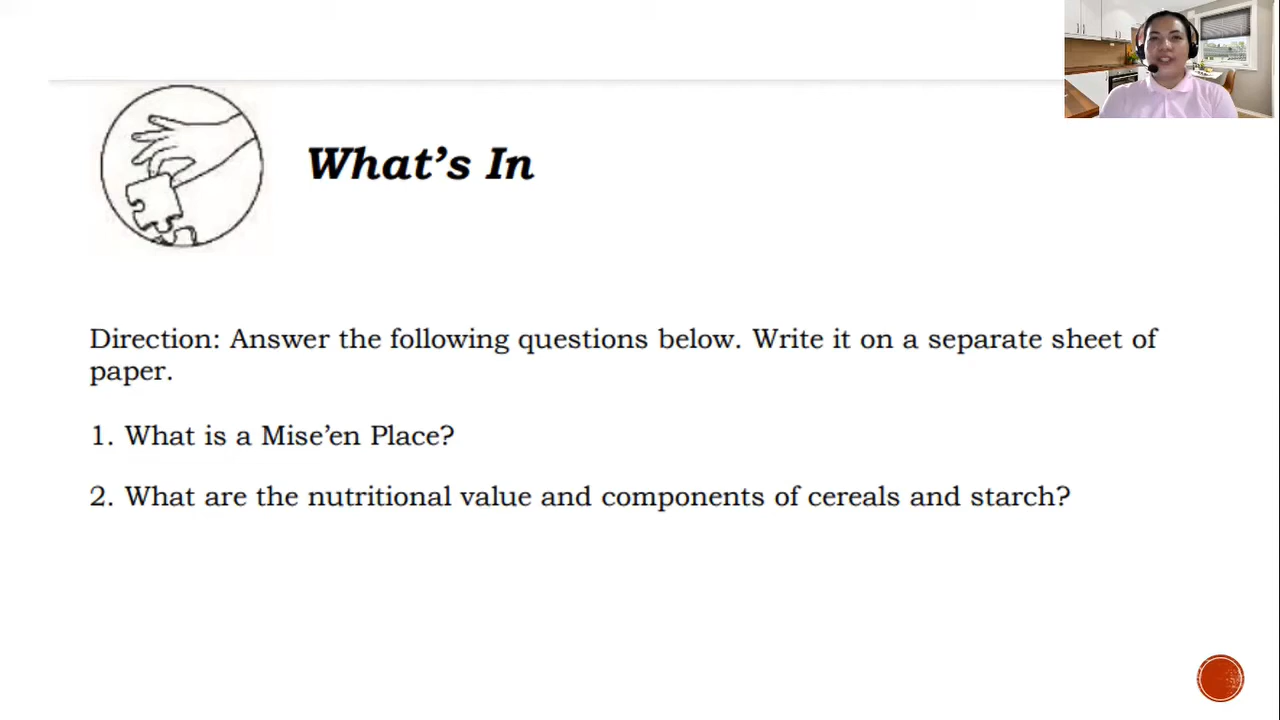 What's In
Direction: Answer the following questions below. Write it on a separate sheet of
paper.
1. What is a Mise'en Place?
2. What are the nutritional value and components of cereals and starch?